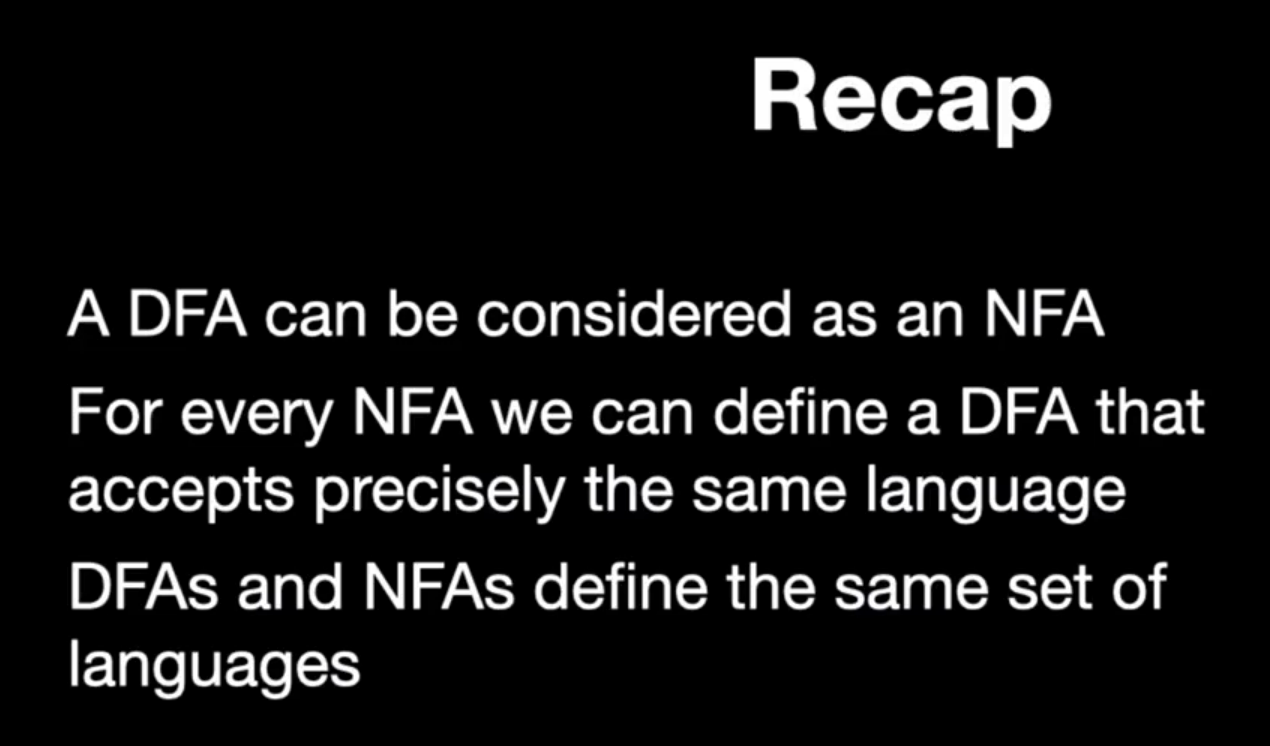 Recap
A DFA can be considered as an NFA
For every NFA we can define a DFA that
accepts precisely the same language
DFAs and NFAs define the same set of
languages